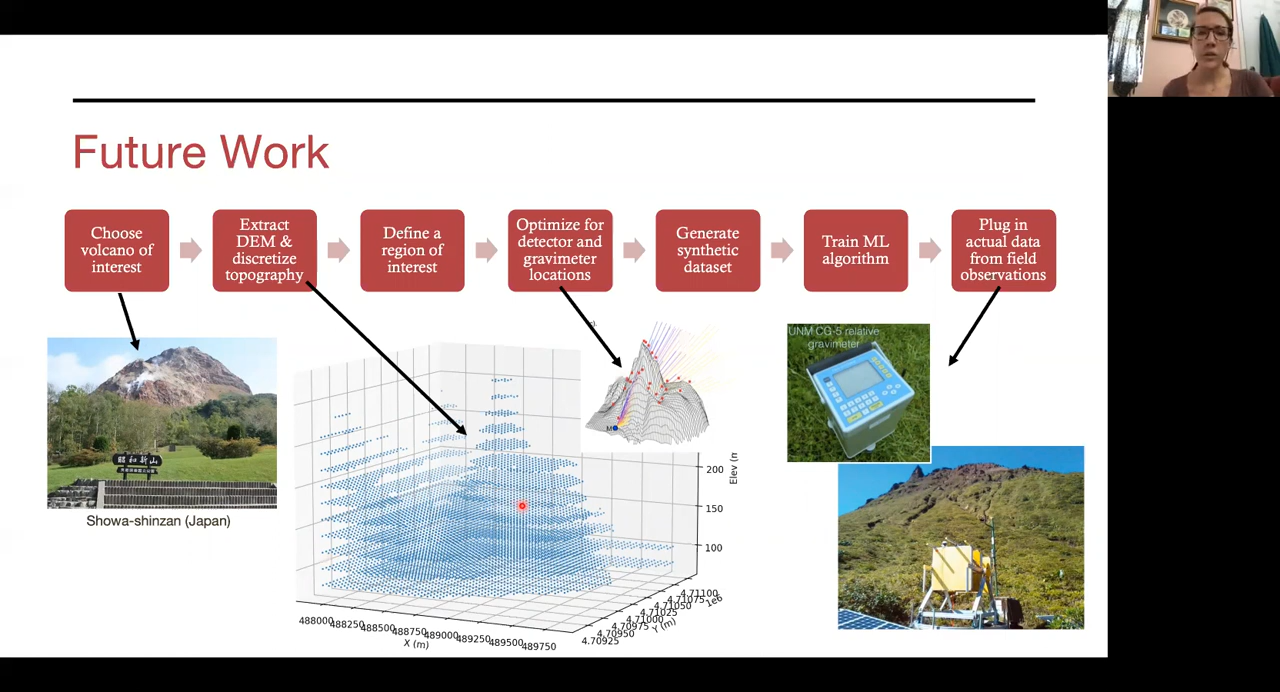 Future Work
Choose
volcano of
interest
Extract
DEM &
discretize
topography
Define a
region of
interest
Optimize for
detector and
gravimeter
locations
Generate
synthetic
dataset
Train ML
algorithm
Plug in
actual data
from field
observations
昭和新山
Showa-shinzan (Japan)
M
UNM CG-5 relative
gravimeter
200
150
100
Elev (m
488000
488250
488500
488750
489000
489250
489500
489750
X (m)
4.70925
4.70950
4.70975
4.71000
4.71025
4.71050
4.71075
4.71100
1e6
Y (m)